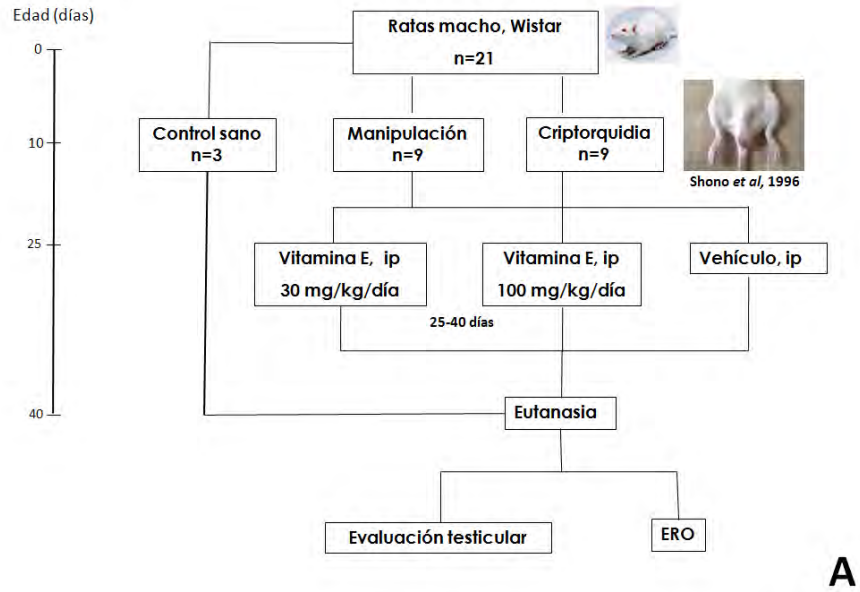 Edad (días)
0
10
25
40
Ratas macho, Wistar
n=21
Control sano
n=3
Manipulación
n=9
Criptorquidia
n=9
Shono et al, 1996
Vitamina E, ip
30 mg/kg/día
Vitamina E, ip
100 mg/kg/día
Vehículo, ip
25-40 días
Eutanasia
Evaluación testicular
ERO
A